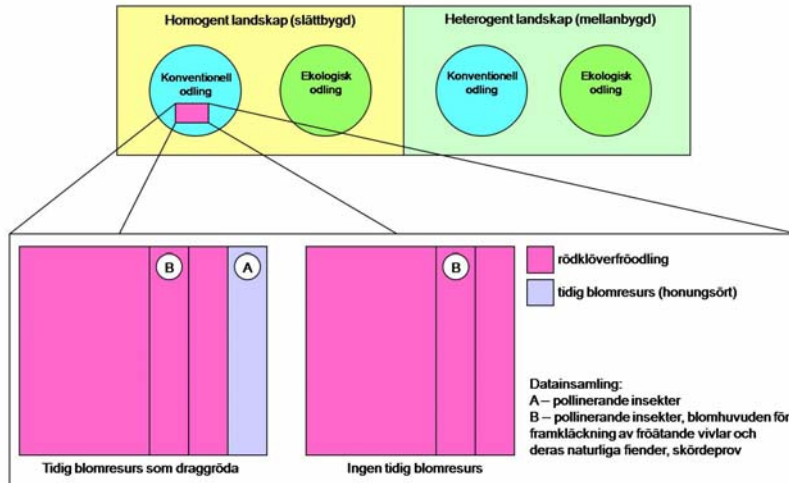 Homogent landskap (slättbygd)
Heterogent landskap (mellanbygd)
Konventionell
odling
Ekologisk
odling
Konventionell
odling
Ekologisk
odling
B
A
B
rödklöverfröodling
tidig blomresurs (honungsört)
Datainsamling:
A – pollinerande insekter
B – pollinerande insekter, blomhuvuden för
framkläckning av fröätande vivlar och
deras naturliga fiender, skördeprov
Tidig blomresurs som draggröda
Ingen tidig blomresurs